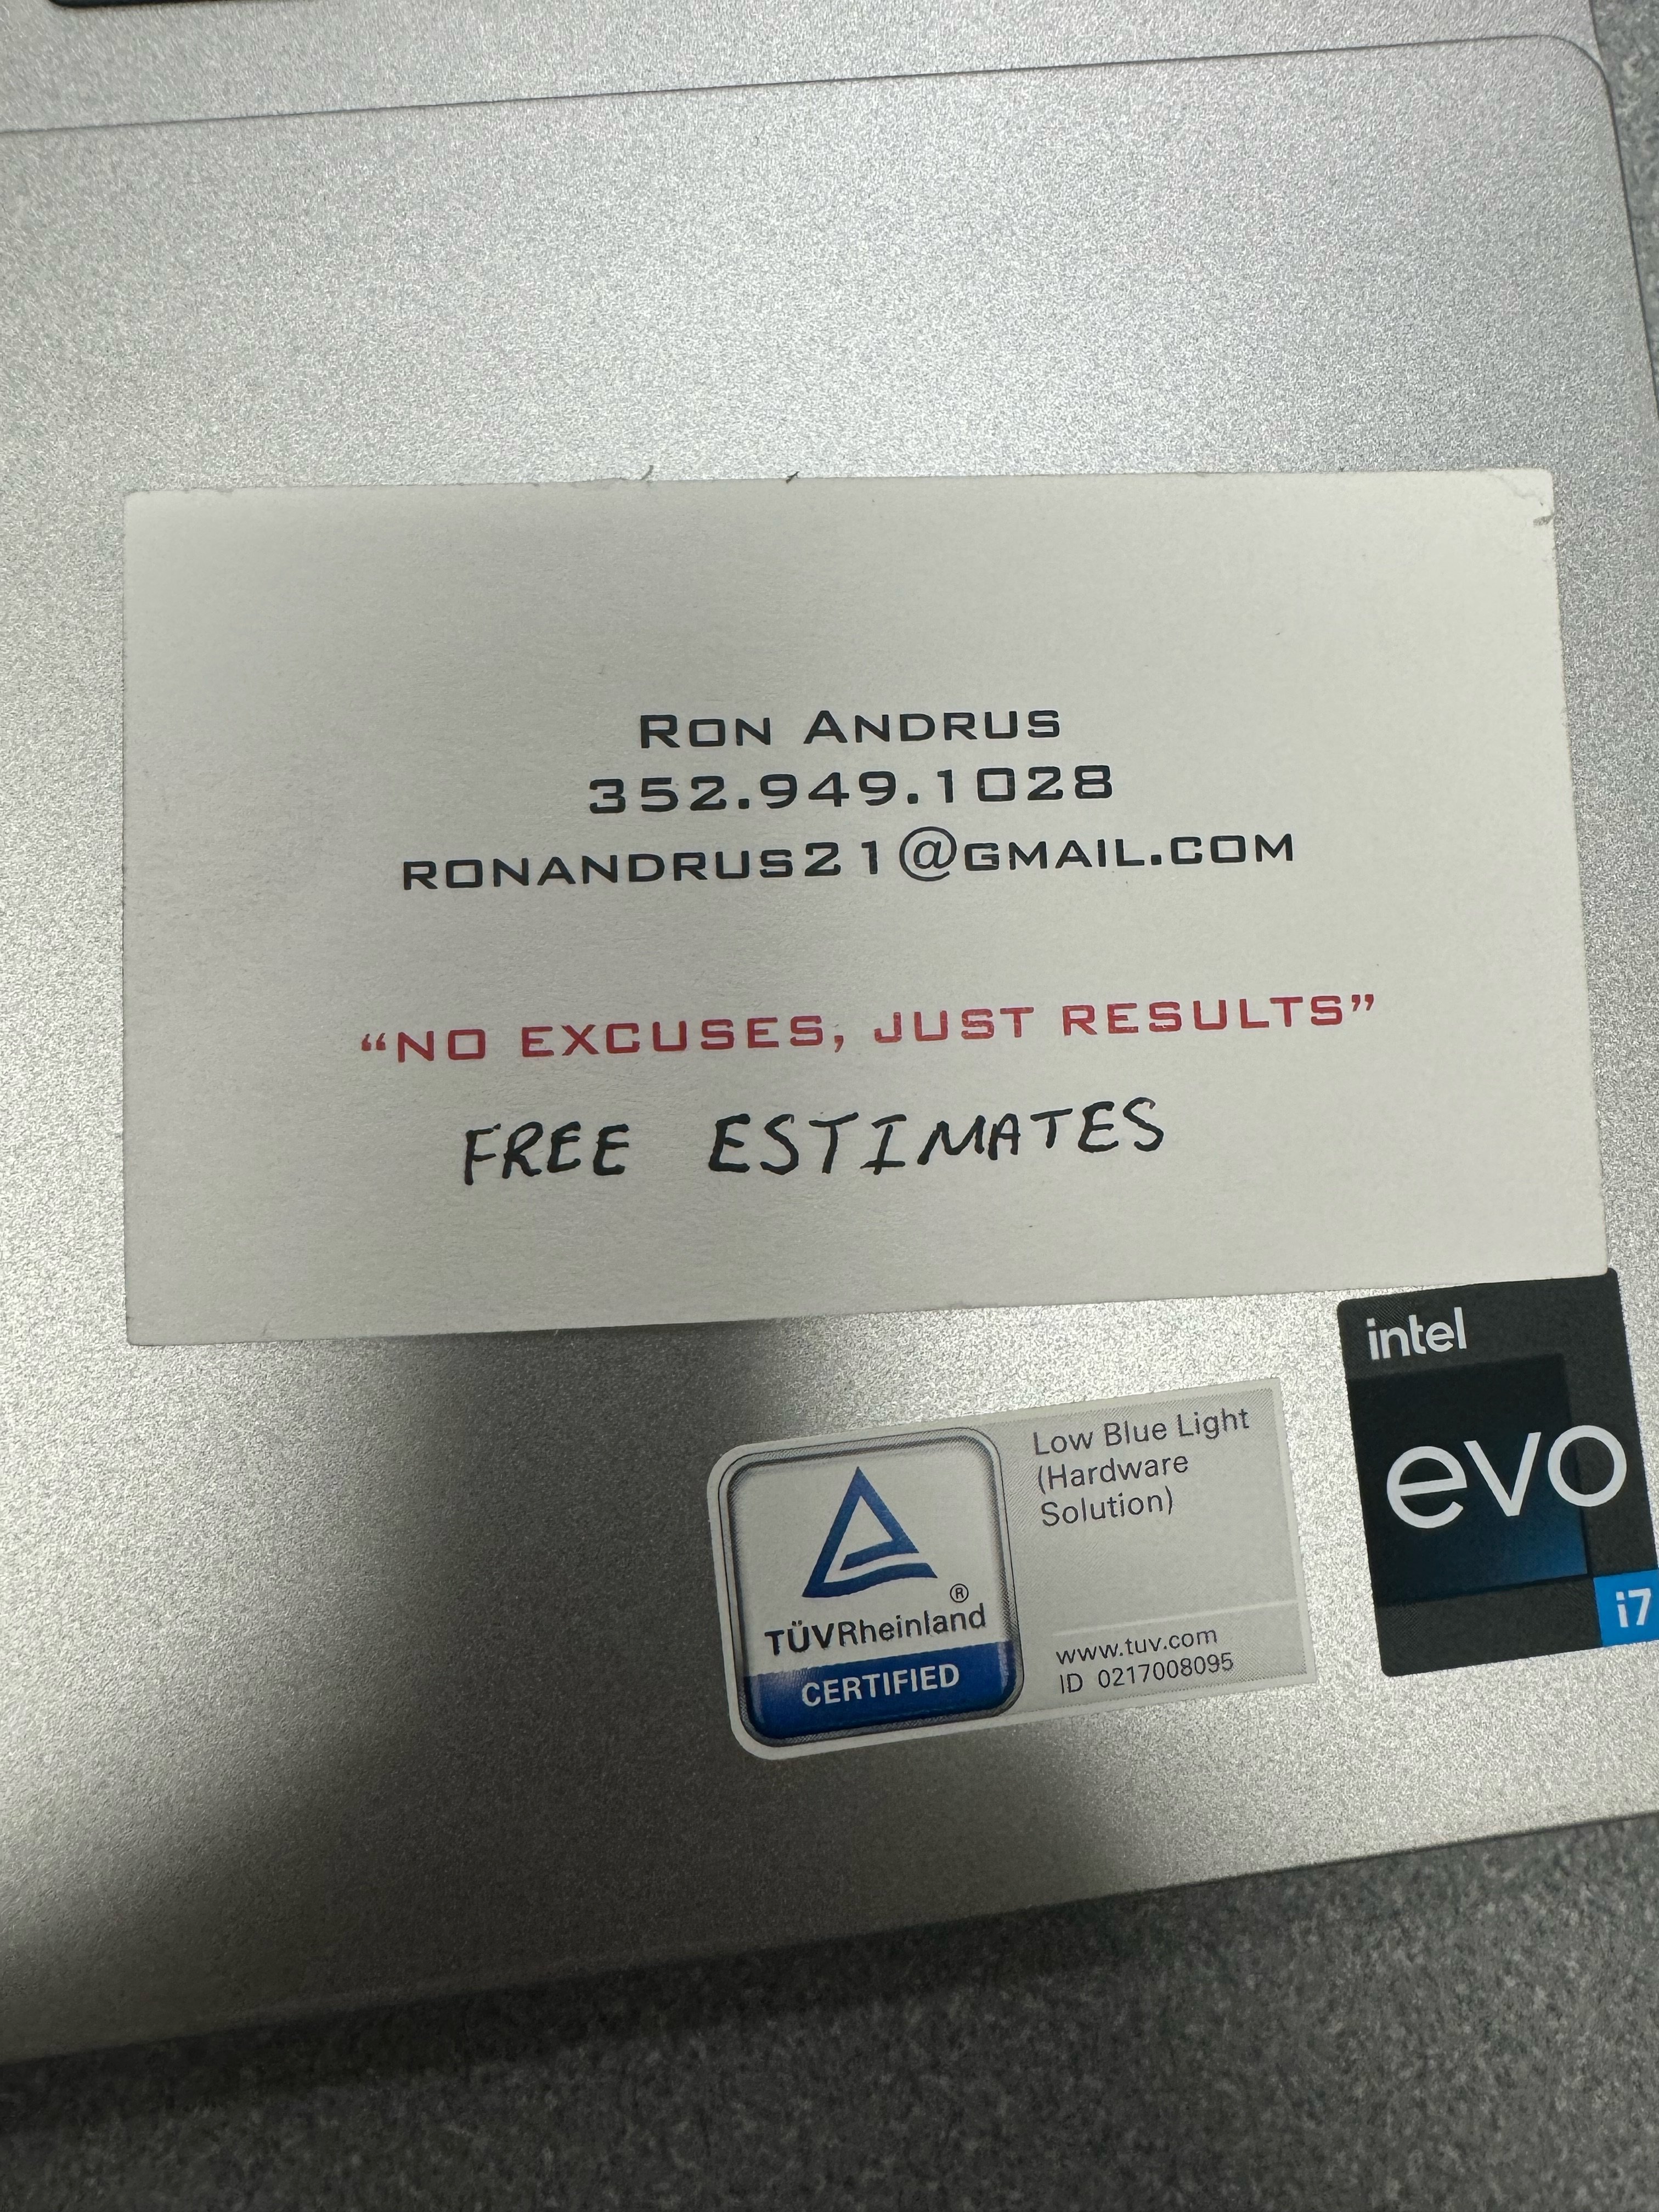 Ron Andrus
352.949.1028
ronandrus21@gmail.com
“NO EXCUSES, JUST RESULTS”
FREE ESTIMATES
intel
evo
i7
Low Blue Light
(Hardware
Solution)
®
TÜVRheinland
CERTIFIED
www.tuv.com
ID 0217008095